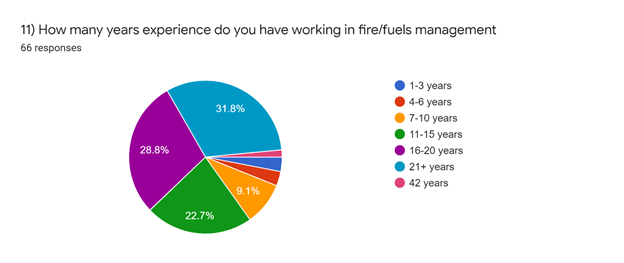 11) How many years experience do you have working in fire/fuels management
66 responses
31.8%
28.8%
9.1%
22.7%
1-3 years
4-6 years
7-10 years
11-15 years
16-20 years
21+ years
42 years